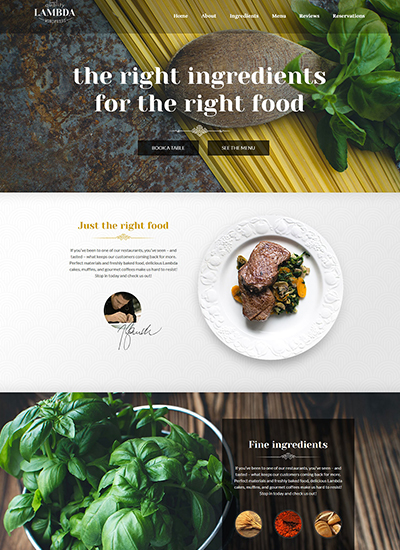 LAMBDA
Home About Ingredients Menu Reviews Reservations
the right ingredients
for the right food
BOOK A TABLE SEE THE MENU
Just the right food
If you've been to one of our restaurants, you've seen – and
tasted – what keeps our customers coming back for more.
Perfect materials and freshly baked food, delicious Lambda
cakes, muffins, and gourmet coffees make us hard to resist!
Stop in today and check us out!
Fine ingredients
If you've been to one of our restaurants, you've seen – and
tasted – what keeps our customers coming back for more.
Perfect materials and freshly baked food, delicious Lambda
cakes, muffins, and gourmet coffees make us hard to resist!
Stop in today and check us out!